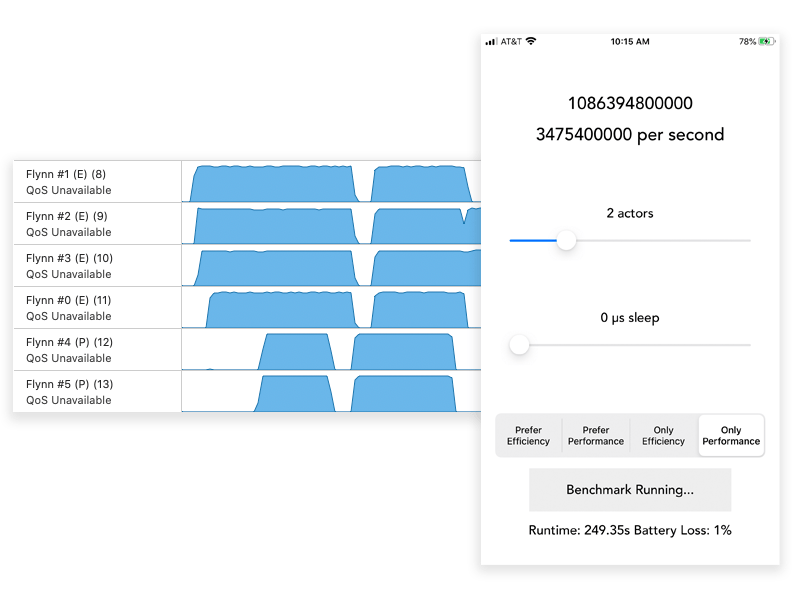 Flynn #1 (E) (8)
QoS Unavailable
Flynn #2 (E) (9)
QoS Unavailable
Flynn #3 (E) (10)
QoS Unavailable
Flynn #0 (E) (11)
QoS Unavailable
Flynn #4 (P) (12)
QoS Unavailable
Flynn #5 (P) (13)
QoS Unavailable
AT&T 10:15 AM 78%
1086394800000
3475400000 per second
2 actors
0 μs sleep
Prefer Efficiency
Prefer Performance
Only Efficiency
Only Performance
Benchmark Running...
Runtime: 249.35s Battery Loss: 1%